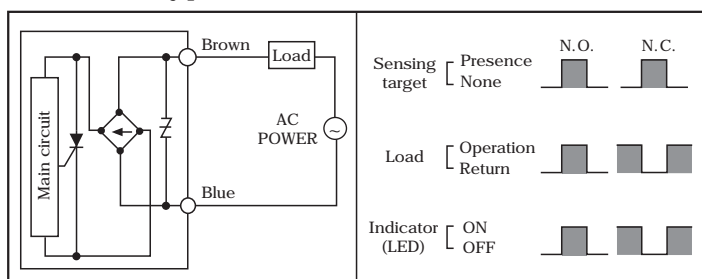 Main circuit
Brown
Load
AC
POWER
~
Blue
N.O.
N.C.
Sensing
target
Presence
None
Load
Operation
Return
Indicator
(LED)
ON
OFF